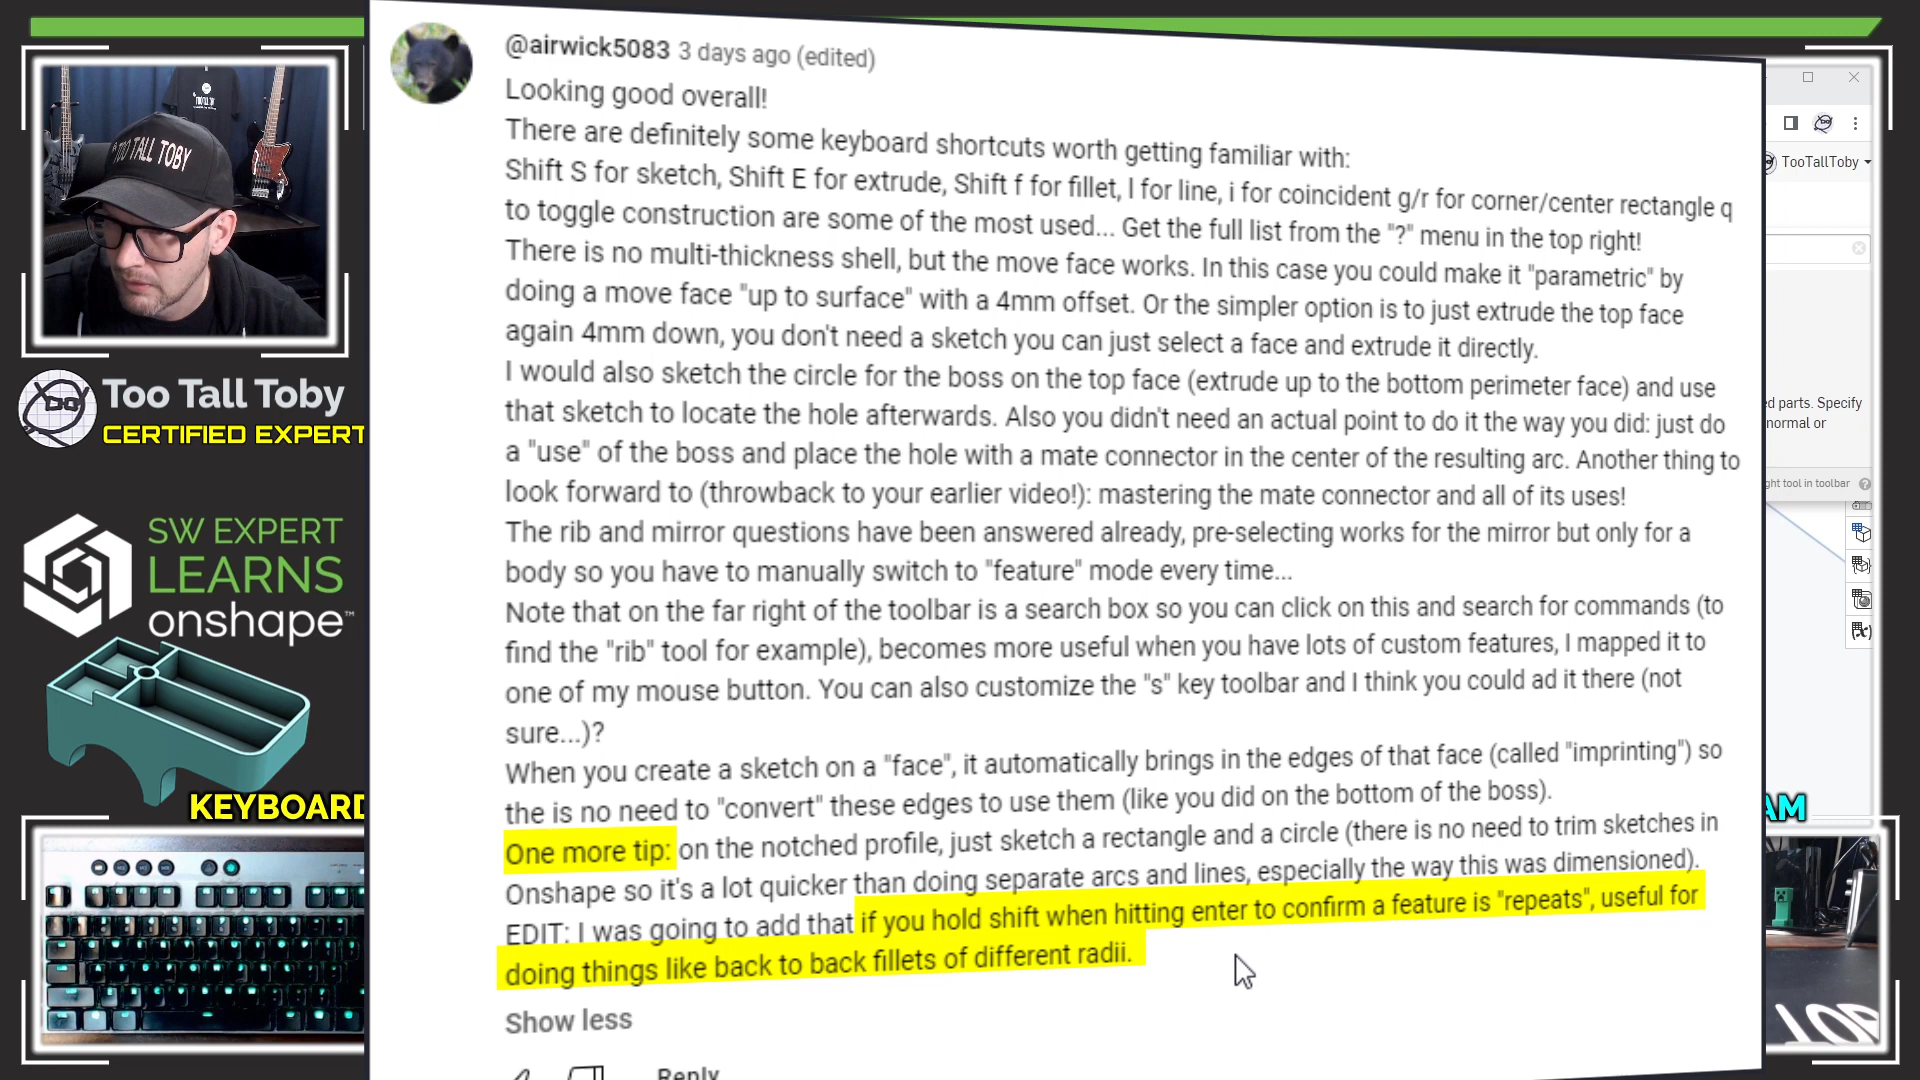 @airwick5083 3 days ago (edited)
Looking good overall!
There are definitely some keyboard shortcuts worth getting familiar with:
Shift S for sketch, Shift E for extrude, Shift f for fillet, l for line, i for coincident g/r for corner/center rectangle q
to toggle construction are some of the most used... Get the full list from the "?" menu in the top right!
There is no multi-thickness shell, but the move face works. In this case you could make it "parametric" by
doing a move face "up to surface" with a 4mm offset. Or the simpler option is to just extrude the top face
again 4mm down, you don't need a sketch you can just select a face and extrude it directly.
I would also sketch the circle for the boss on the top face (extrude up to the bottom perimeter face) and use
that sketch to locate the hole afterwards. Also you didn't need an actual point to do it the way you did: just do
a "use" of the boss and place the hole with a mate connector in the center of the resulting arc. Another thing to
look forward to (throwback to your earlier video!): mastering the mate connector and all of its uses!
The rib and mirror questions have been answered already, pre-selecting works for the mirror but only for a
body so you have to manually switch to "feature" mode every time...
Note that on the far right of the toolbar is a search box so you can click on this and search for commands (to
find the "rib" tool for example), becomes more useful when you have lots of custom features, I mapped it to
one of my mouse button. You can also customize the "s" key toolbar and I think you could ad it there (not
sure...)?
When you create a sketch on a "face", it automatically brings in the edges of that face (called "imprinting") so
the is no need to "convert" these edges to use them (like you did on the bottom of the boss).
One more tip: on the notched profile, just sketch a rectangle and a circle (there is no need to trim sketches in
Onshape so it's a lot quicker than doing separate arcs and lines, especially the way this was dimensioned).
EDIT: I was going to add that if you hold shift when hitting enter to confirm a feature is "repeats", useful for
doing things like back to back fillets of different radii.
Show less
Reply
TOO TALL TOBY
Too Tall Toby
CERTIFIED EXPERT
SW EXPERT
LEARNS
onshape™
KEYBOARD
TooTallToby
ed parts. Specify
normal or
ght tool in toolbar
AM